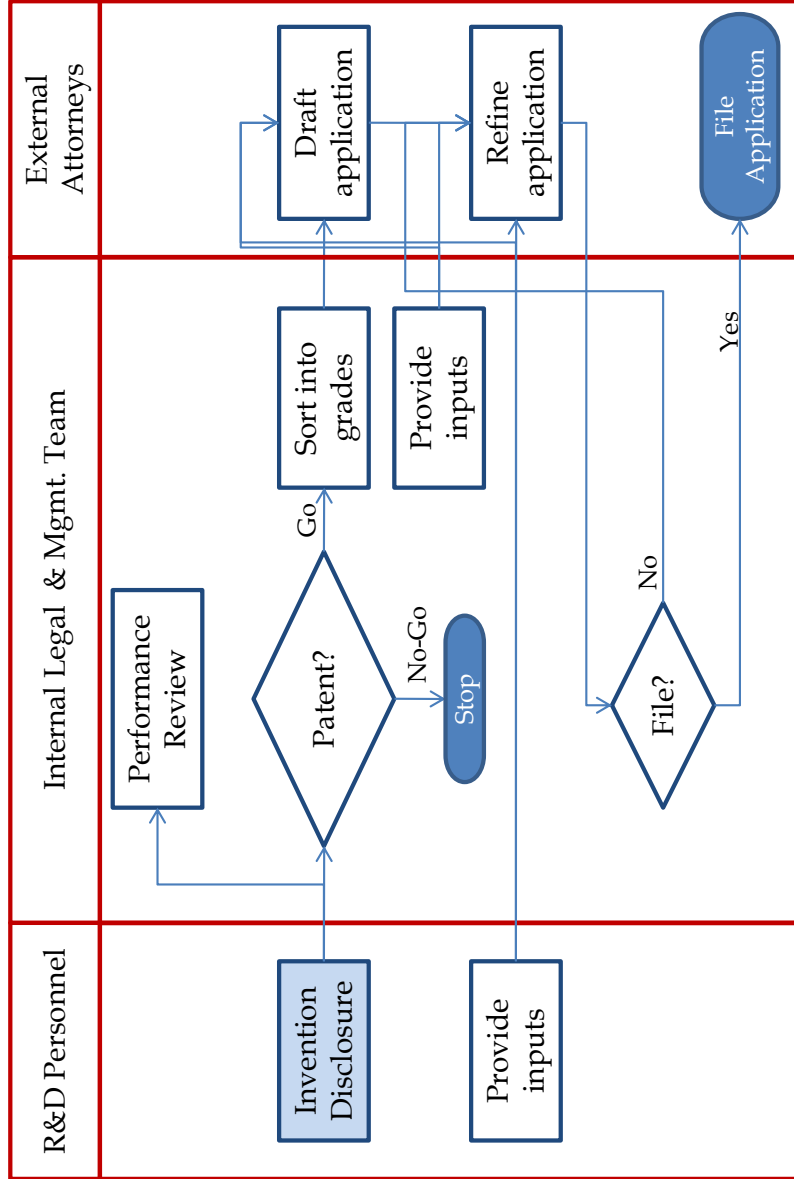 R&D Personnel
Internal Legal & Mgmt. Team
External
Attorneys
Performance
Review
Invention
Disclosure
Patent?
Go
Sort into
grades
Draft
application
No-Go
Stop
Provide
inputs
Provide
inputs
Refine
application
File?
No
Yes
File
Application